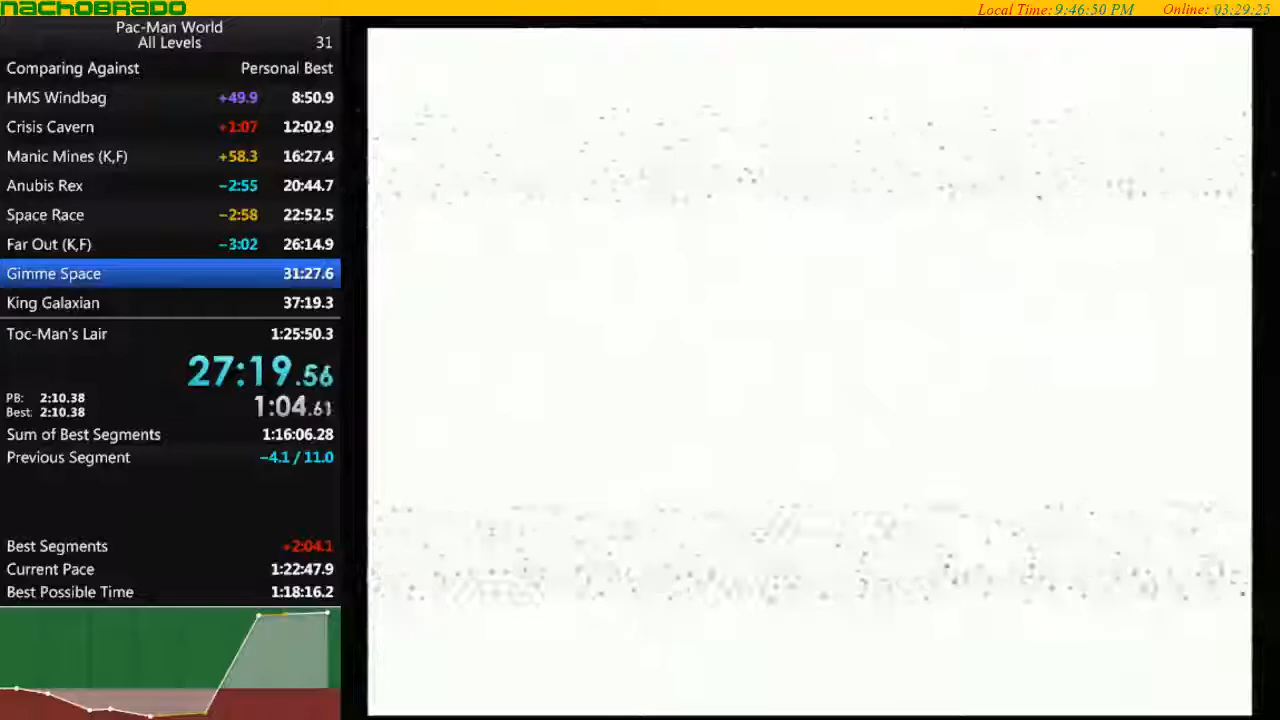 NACHOBRADO
Local Time: 9:46:50 PM Online: 03:29:25
Pac-Man World
All Levels 31
Comparing Against Personal Best
HMS Windbag +49.9 8:50.9
Crisis Cavern +1:07 12:02.9
Manic Mines (K,F) +58.3 16:27.4
Anubis Rex −2:55 20:44.7
Space Race −2:58 22:52.5
Far Out (K,F) −3:02 26:14.9
Gimme Space 31:27.6
King Galaxian 37:19.3
Toc-Man's Lair 1:25:50.3
27:19.56
PB: 2:10.38 1:04.61
Best: 2:10.38
Sum of Best Segments 1:16:06.28
Previous Segment −4.1 / 11.0
Best Segments +2:04.1
Current Pace 1:22:47.9
Best Possible Time 1:18:16.2